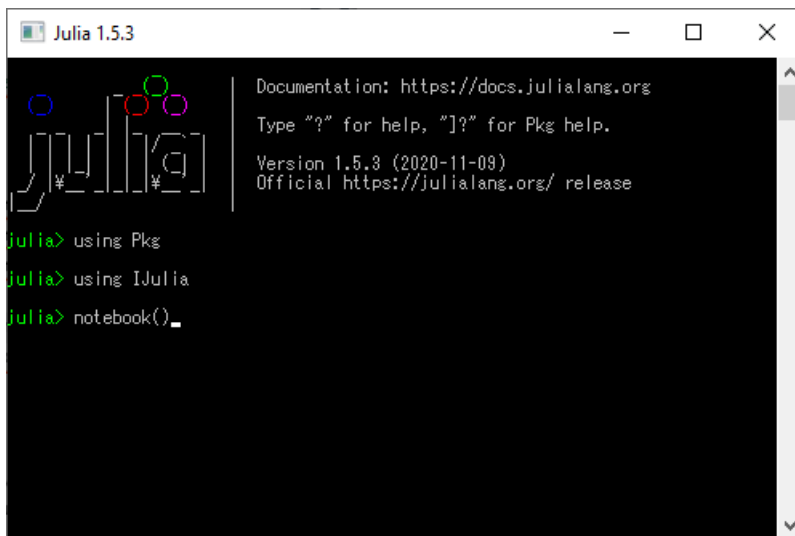 Julia 1.5.3
Documentation: https://docs.julialang.org
Type "?" for help, "]?" for Pkg help.
Version 1.5.3 (2020-11-09)
Official https://julialang.org/ release
julia> using Pkg
julia> using IJulia
julia> notebook()